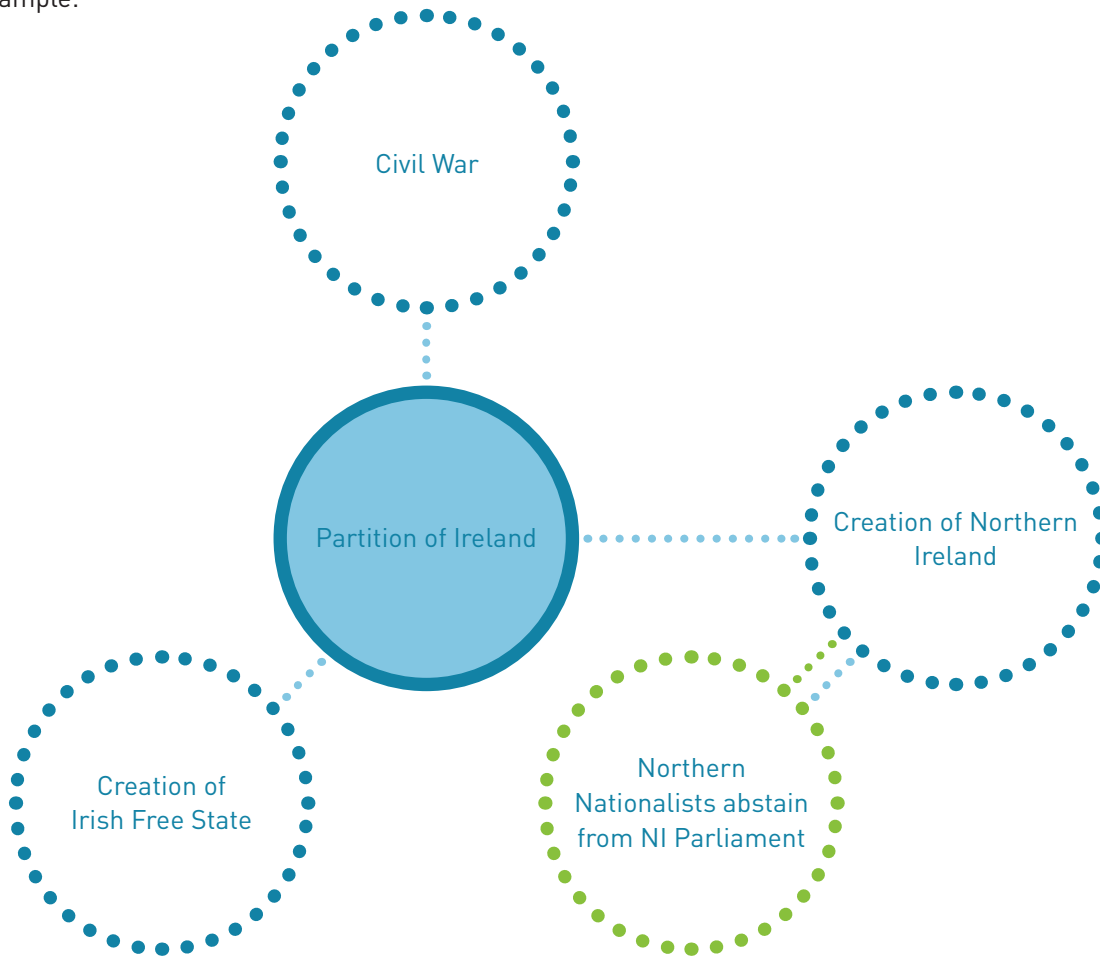 ample:
Civil War
Partition of Ireland
Creation of Northern
Ireland
Northern
Nationalists abstain
from NI Parliament
Creation of
Irish Free State